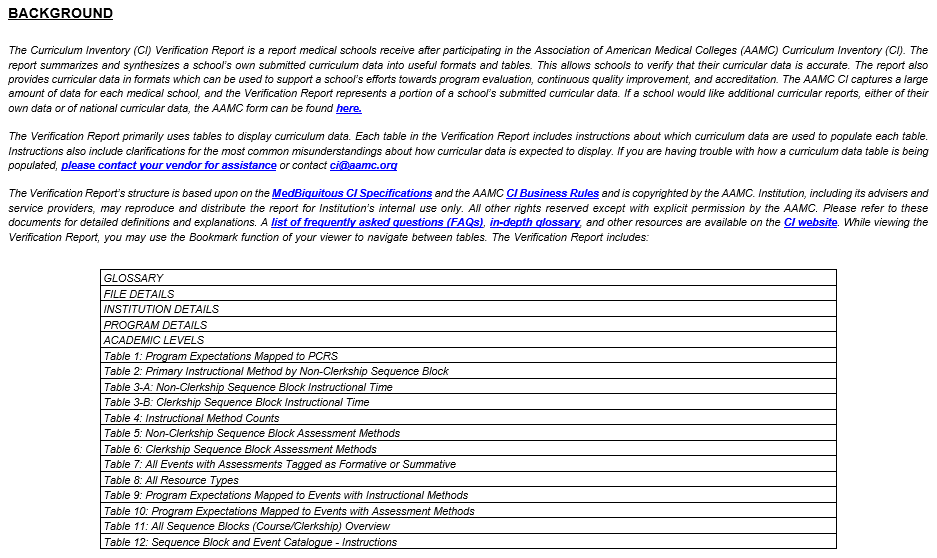 BACKGROUND
The Curriculum Inventory (CI) Verification Report is a report medical schools receive after participating in the Association of American Medical Colleges (AAMC) Curriculum Inventory (CI). The
report summarizes and synthesizes a school's own submitted curriculum data into useful formats and tables. This allows schools to verify that their curricular data is accurate. The report also
provides curricular data in formats which can be used to support a school's efforts towards program evaluation, continuous quality improvement, and accreditation. The AAMC CI captures a large
amount of data for each medical school, and the Verification Report represents a portion of a school's submitted curricular data. If a school would like additional curricular reports, either of their
own data or of national curricular data, the AAMC form can be found here.
The Verification Report primarily uses tables to display curriculum data. Each table in the Verification Report includes instructions about which curriculum data are used to populate each table.
Instructions also include clarifications for the most common misunderstandings about how curricular data is expected to display. If you are having trouble with how a curriculum data table is being
populated, please contact your vendor for assistance or contact ci@aamc.org
The Verification Report's structure is based upon on the MedBiquitous CI Specifications and the AAMC CI Business Rules and is copyrighted by the AAMC. Institution, including its advisers and
service providers, may reproduce and distribute the report for Institution's internal use only. All other rights reserved except with explicit permission by the AAMC. Please refer to these
documents for detailed definitions and explanations. A list of frequently asked questions (FAQs), in-depth glossary, and other resources are available on the CI website. While viewing the
Verification Report, you may use the Bookmark function of your viewer to navigate between tables. The Verification Report includes:
GLOSSARY
FILE DETAILS
INSTITUTION DETAILS
PROGRAM DETAILS
ACADEMIC LEVELS
Table 1: Program Expectations Mapped to PCRS
Table 2: Primary Instructional Method by Non-Clerkship Sequence Block
Table 3-A: Non-Clerkship Sequence Block Instructional Time
Table 3-B: Clerkship Sequence Block Instructional Time
Table 4: Instructional Method Counts
Table 5: Non-Clerkship Sequence Block Assessment Methods
Table 6: Clerkship Sequence Block Assessment Methods
Table 7: All Events with Assessments Tagged as Formative or Summative
Table 8: All Resource Types
Table 9: Program Expectations Mapped to Events with Instructional Methods
Table 10: Program Expectations Mapped to Events with Assessment Methods
Table 11: All Sequence Blocks (Course/Clerkship) Overview
Table 12: Sequence Block and Event Catalogue - Instructions